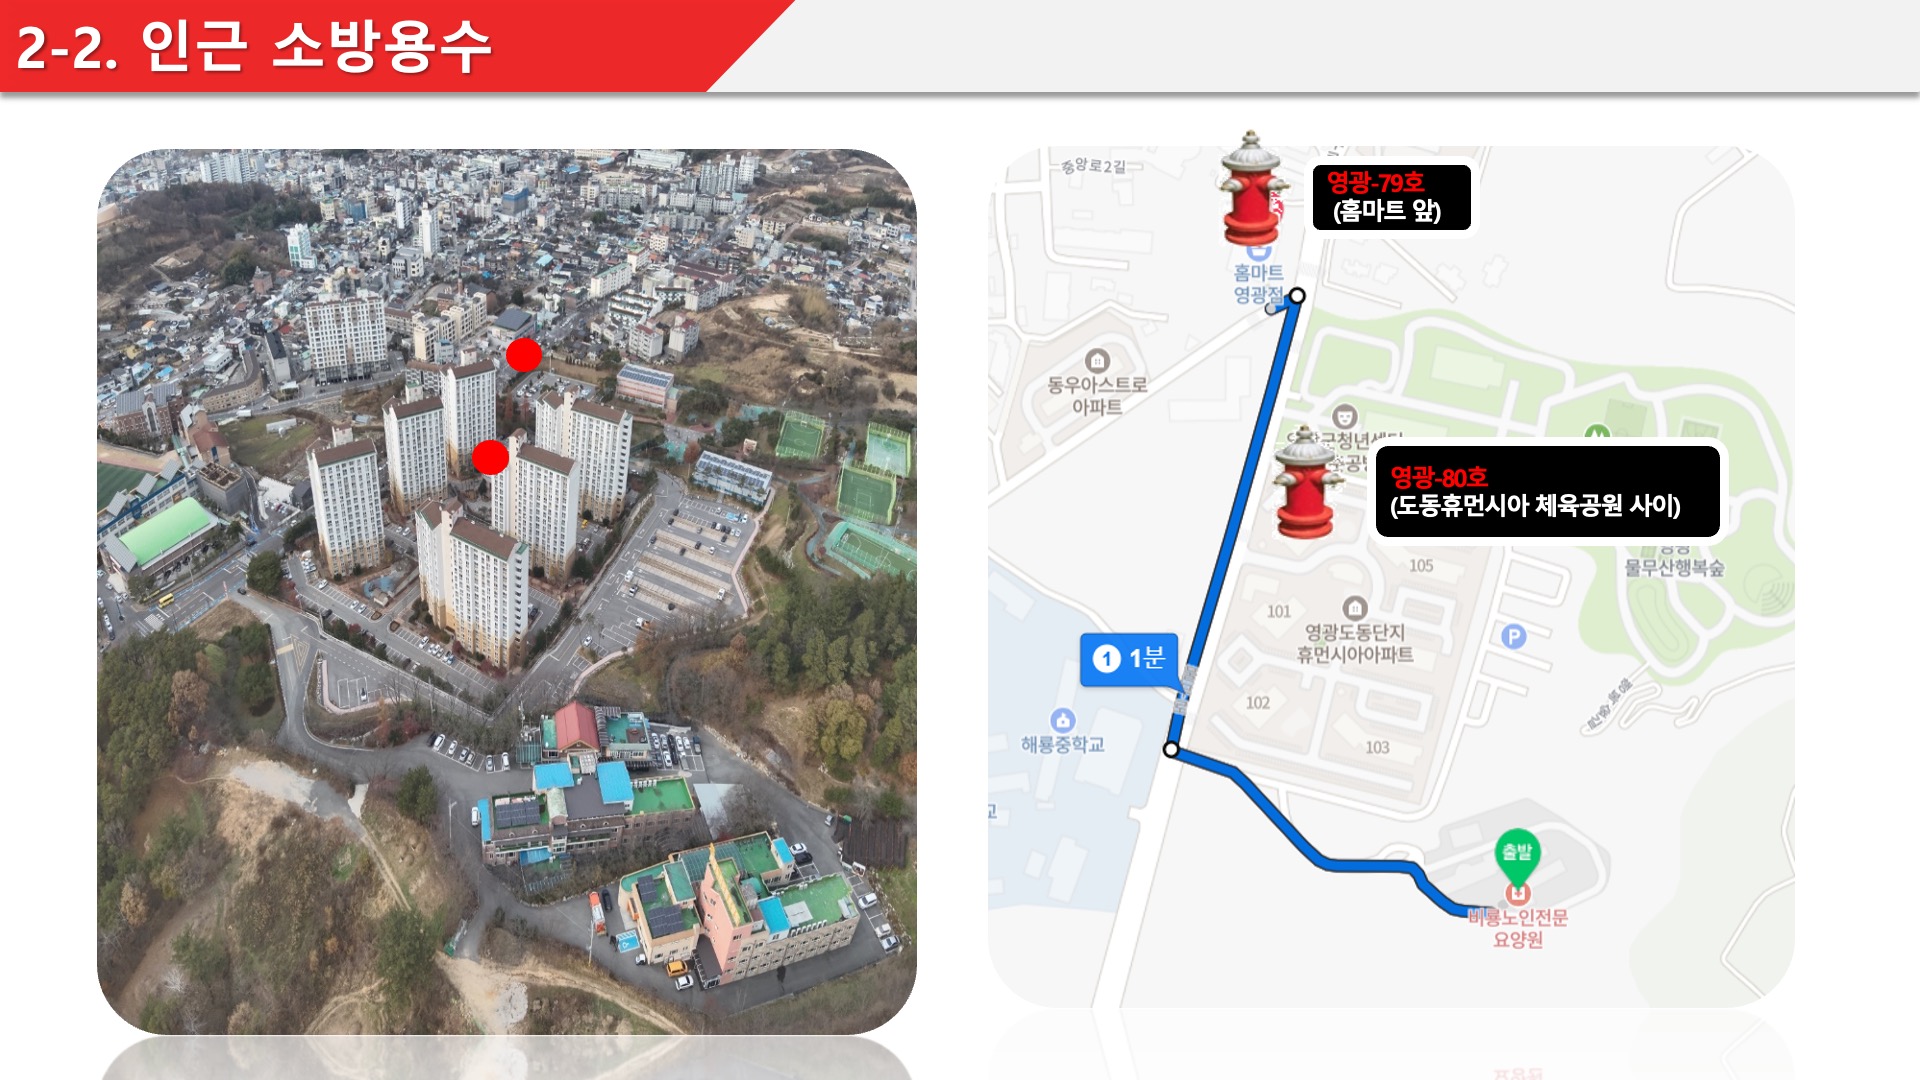 2-2. 인근 소방용수
중앙로2길
영광-79호
(홈마트 앞)
홈마트
영광점
동우아스트로
아파트
영광-80호
(도동휴먼시아 체육공원 사이)
물무산행복숲
105
101
영광도동단지
휴먼시아아파트
P
1 1분
102
해룡중학교
103
출발
비룡노인전문
요양원